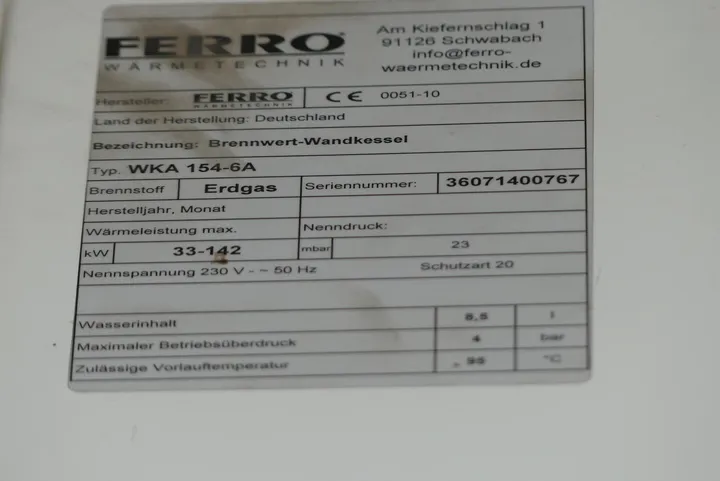 FERRO
WÄRMETECHNIK
Am Kiefernschlag 1
91126 Schwabach
info@ferro-
waermetechnik.de
Hersteller: FERRO WÄRMETECHNIK CE 0051-10
Land der Herstellung: Deutschland
Bezeichnung: Brennwert-Wandkessel
Typ. WKA 154-6A
Brennstoff Erdgas Seriennummer: 36071400767
Herstelljahr, Monat
Wärmeleistung max. Nenndruck:
kW 33-142 mbar 23
Nennspannung 230 V - ~ 50 Hz Schutzart 20
Wasserinhalt l
Maximaler Betriebsüberdruck 4 bar
Zulässige Vorlauftemperatur 95 °C